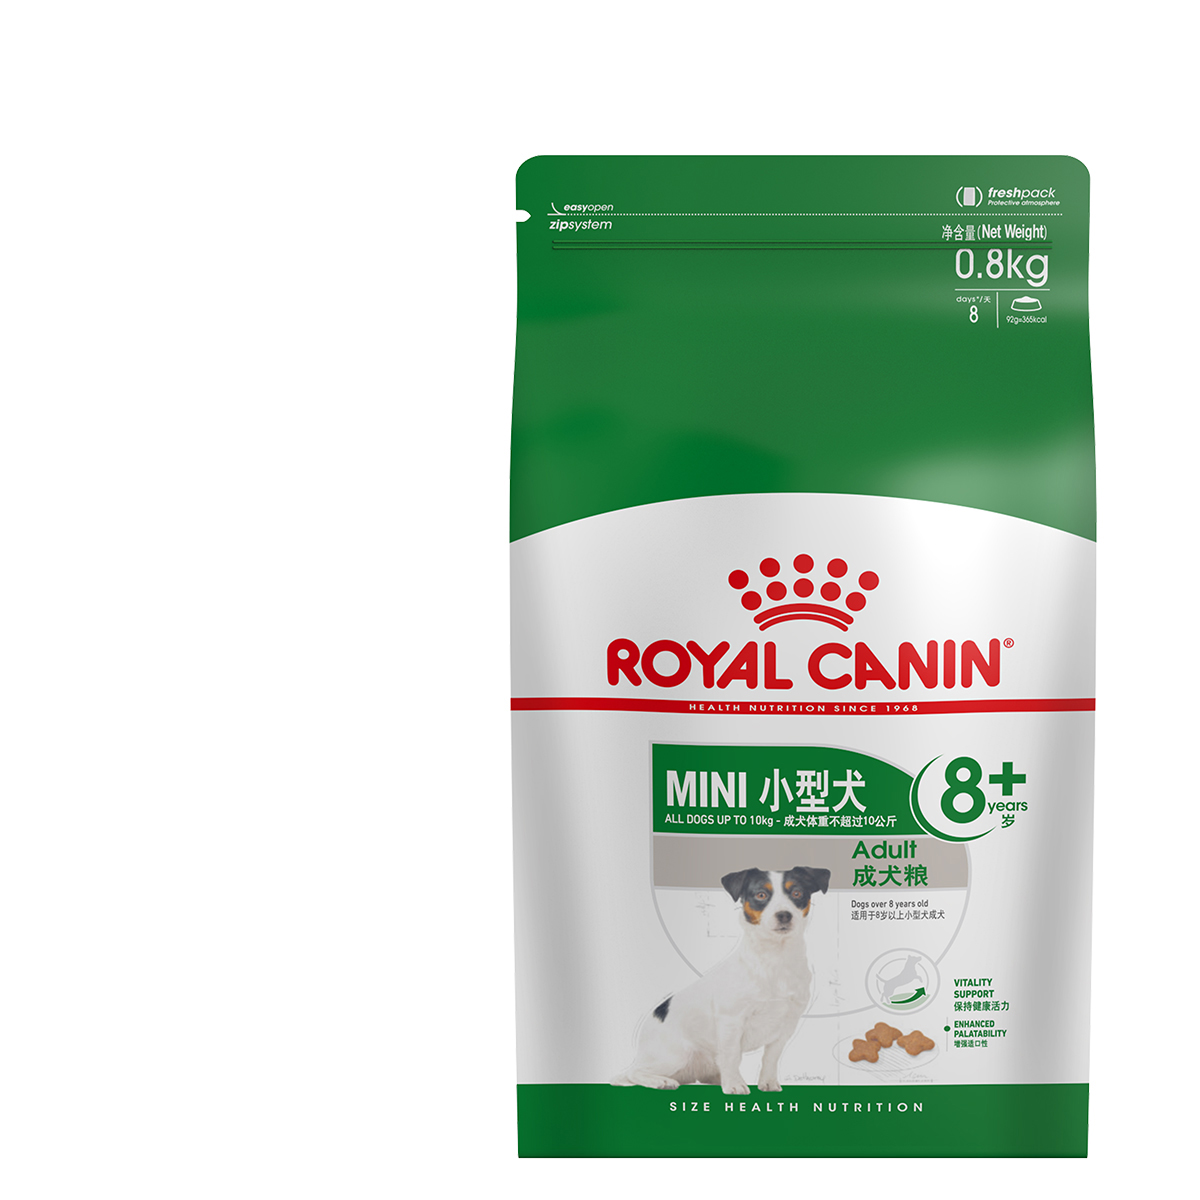 easyopen
zipsystem
freshpack
Protective atmosphere
净含量(Net Weight)
0.8kg
days*/天
8
92g=365kcal
ROYAL CANIN®
HEALTH NUTRITION SINCE 1968
MINI 小型犬
ALL DOGS UP TO 10kg - 成犬体重不超过10公斤
8+
years
岁
Adult
成犬粮
Dogs over 8 years old
适用于8岁以上小型犬成犬
VITALITY
SUPPORT
保持健康活力
ENHANCED
PALATABILITY
增强适口性
SIZE HEALTH NUTRITION